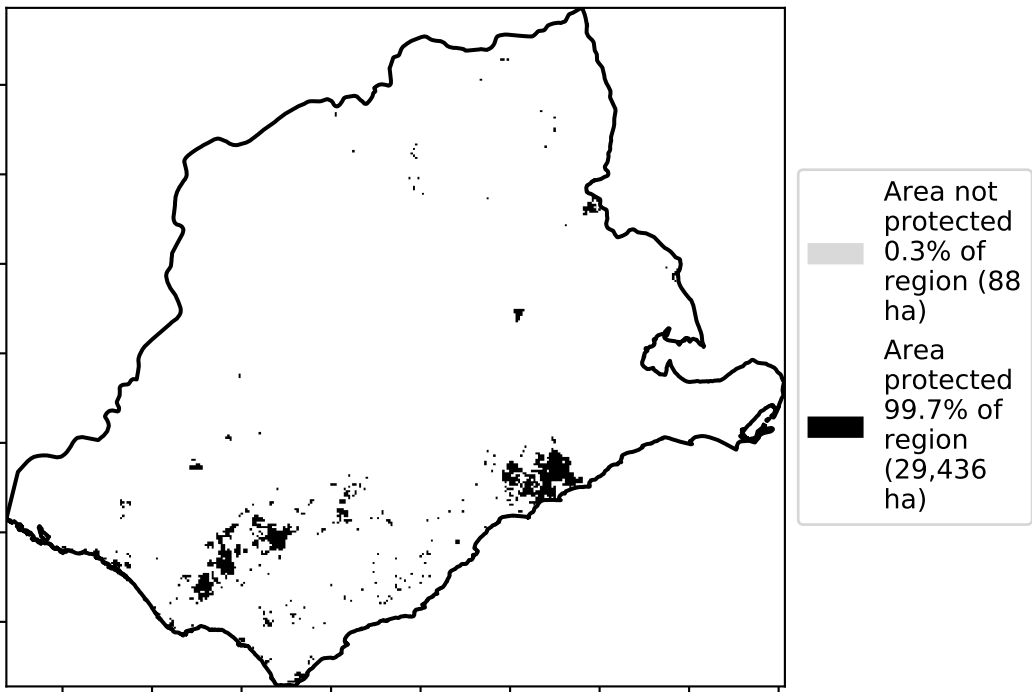 Area not
protected
0.3% of
region (88
ha)
Area
protected
99.7% of
region
(29,436
ha)